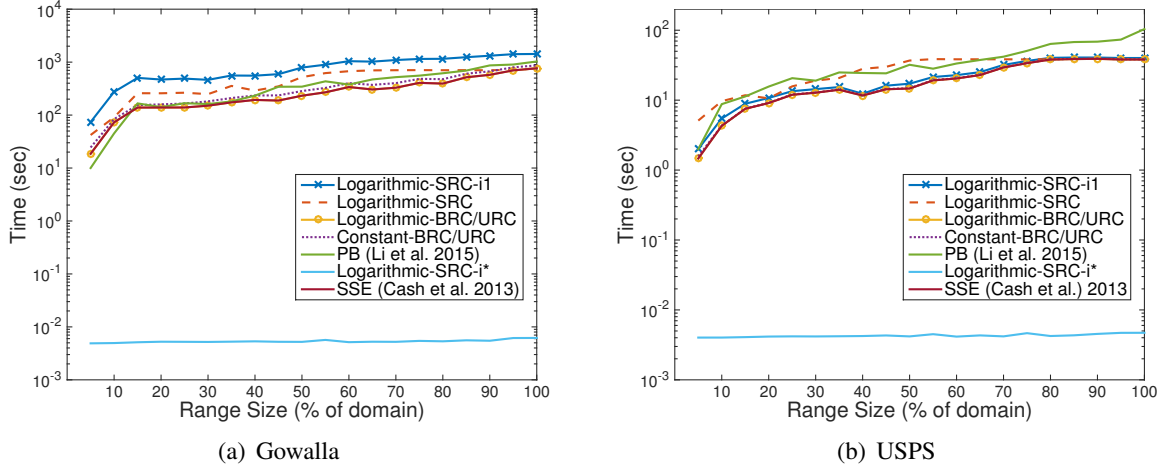 10^4
10^3
10^2
10^1
10^0
10^-1
10^-2
10^-3
Time (sec)
Logarithmic-SRC-i1
Logarithmic-SRC
Logarithmic-BRC/URC
Constant-BRC/URC
PB (Li et al. 2015)
Logarithmic-SRC-i*
SSE (Cash et al. 2013)
10 20 30 40 50 60 70 80 90 100
Range Size (% of domain)
(a) Gowalla
10^2
10^1
10^0
10^-1
10^-2
10^-3
Time (sec)
Logarithmic-SRC-i1
Logarithmic-SRC
Logarithmic-BRC/URC
Constant-BRC/URC
PB (Li et al. 2015)
Logarithmic-SRC-i*
SSE (Cash et al.) 2013
10 20 30 40 50 60 70 80 90 100
Range Size (% of domain)
(b) USPS